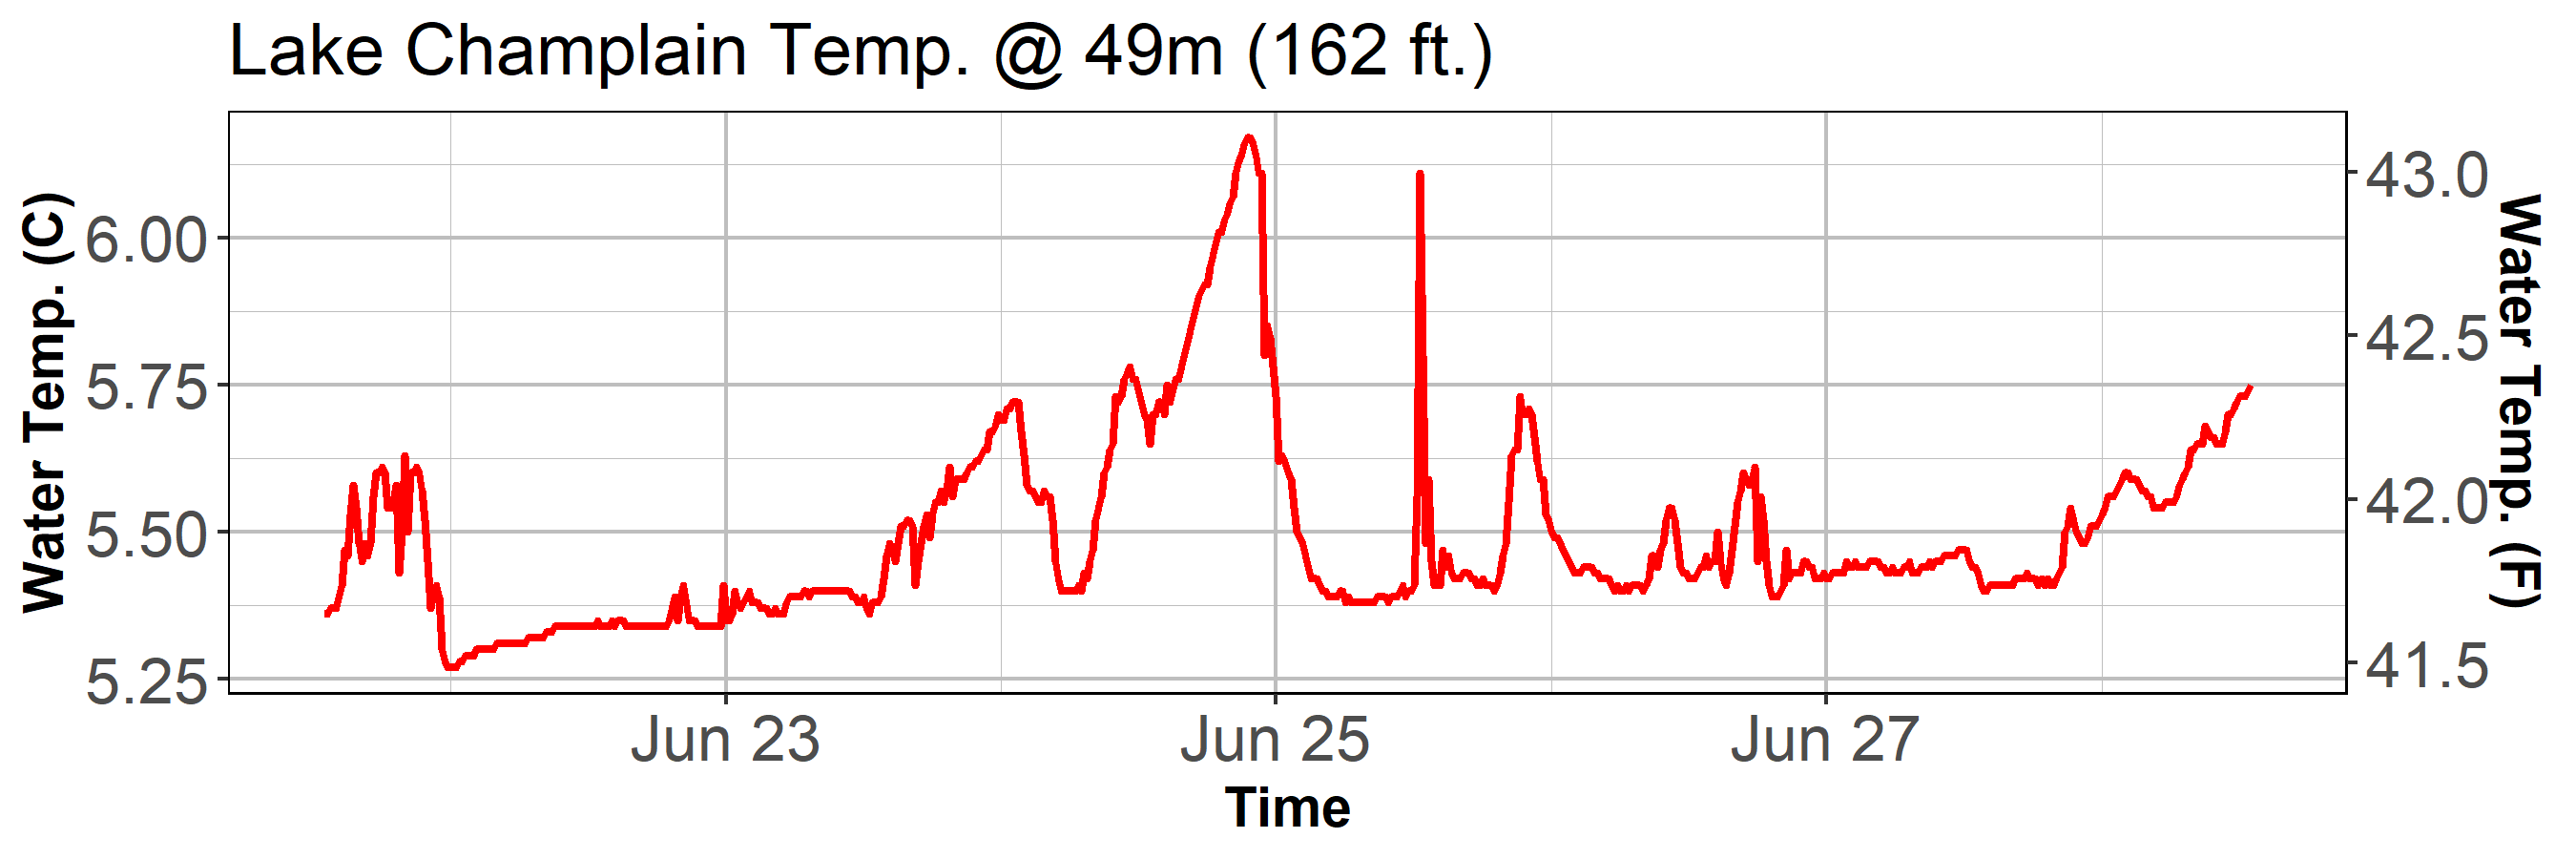 Lake Champlain Temp. @ 49m (162 ft.)
Water Temp. (C)
6.00
5.75
5.50
5.25
43.0
42.5
42.0
41.5
Water Temp. (F)
Jun 23
Jun 25
Jun 27
Time